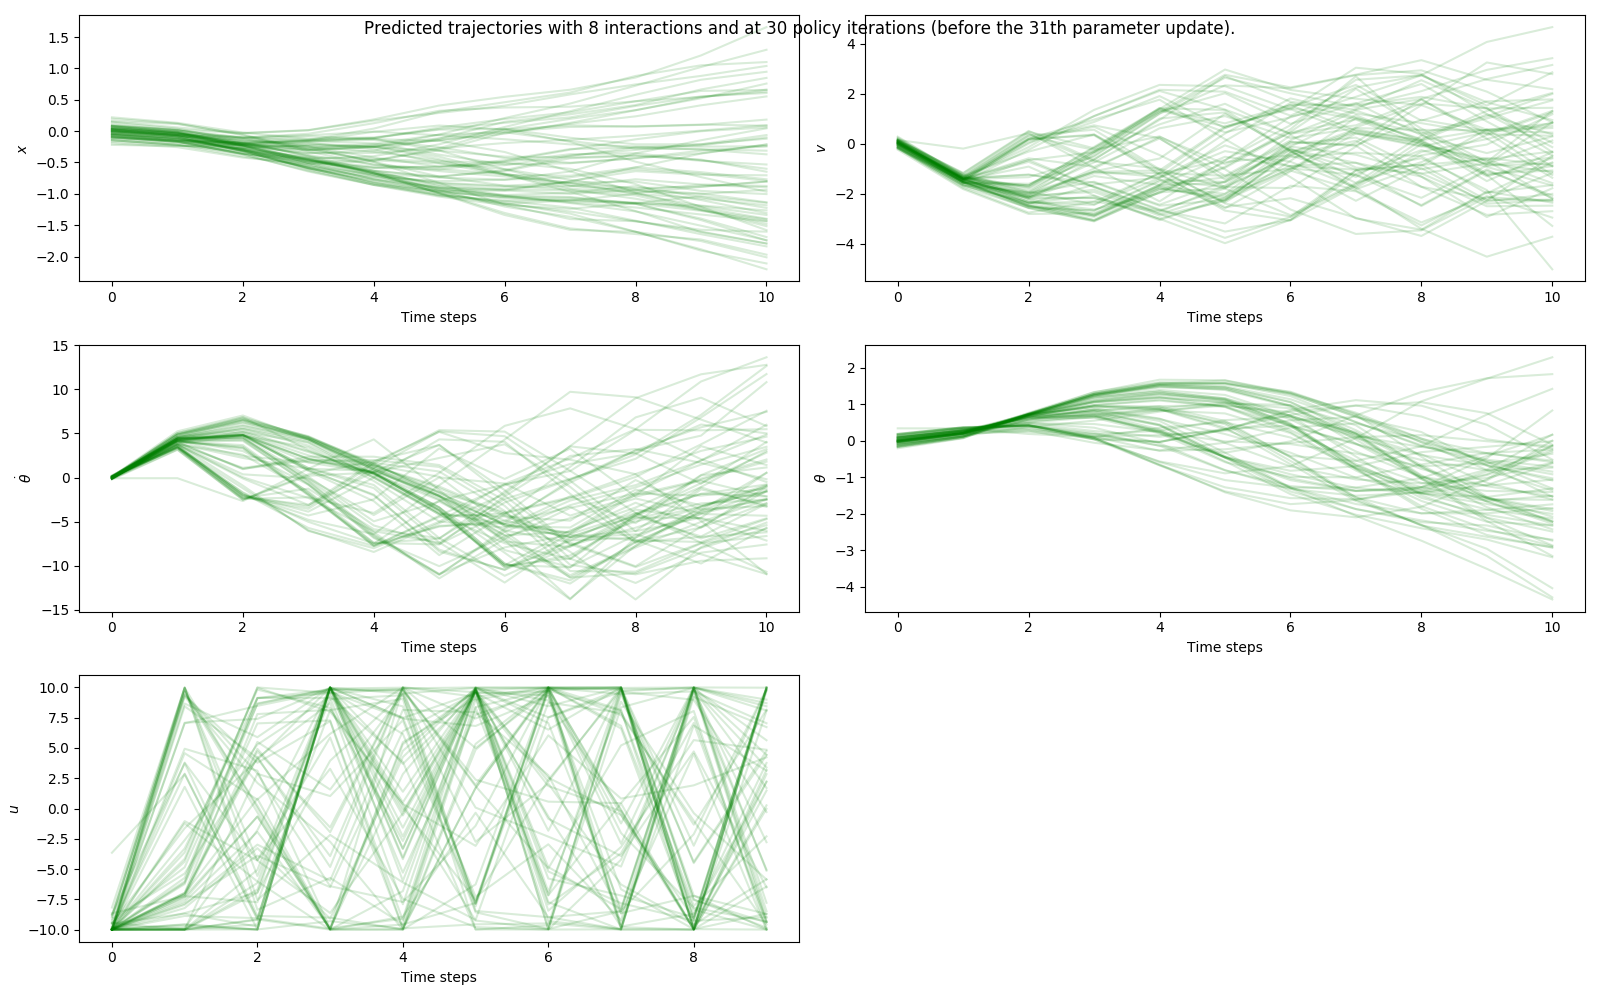 Predicted trajectories with 8 interactions and at 30 policy iterations (before the 31th parameter update).
1.5
1.0
0.5
0.0
−0.5
−1.0
−1.5
−2.0
x
0 2 4 6 8 10
Time steps
4
2
0
−2
−4
v
0 2 4 6 8 10
Time steps
15
10
5
0
−5
−10
−15
θ̇
0 2 4 6 8 10
Time steps
2
1
0
−1
−2
−3
−4
θ
0 2 4 6 8 10
Time steps
10.0
7.5
5.0
2.5
0.0
−2.5
−5.0
−7.5
−10.0
u
0 2 4 6 8
Time steps